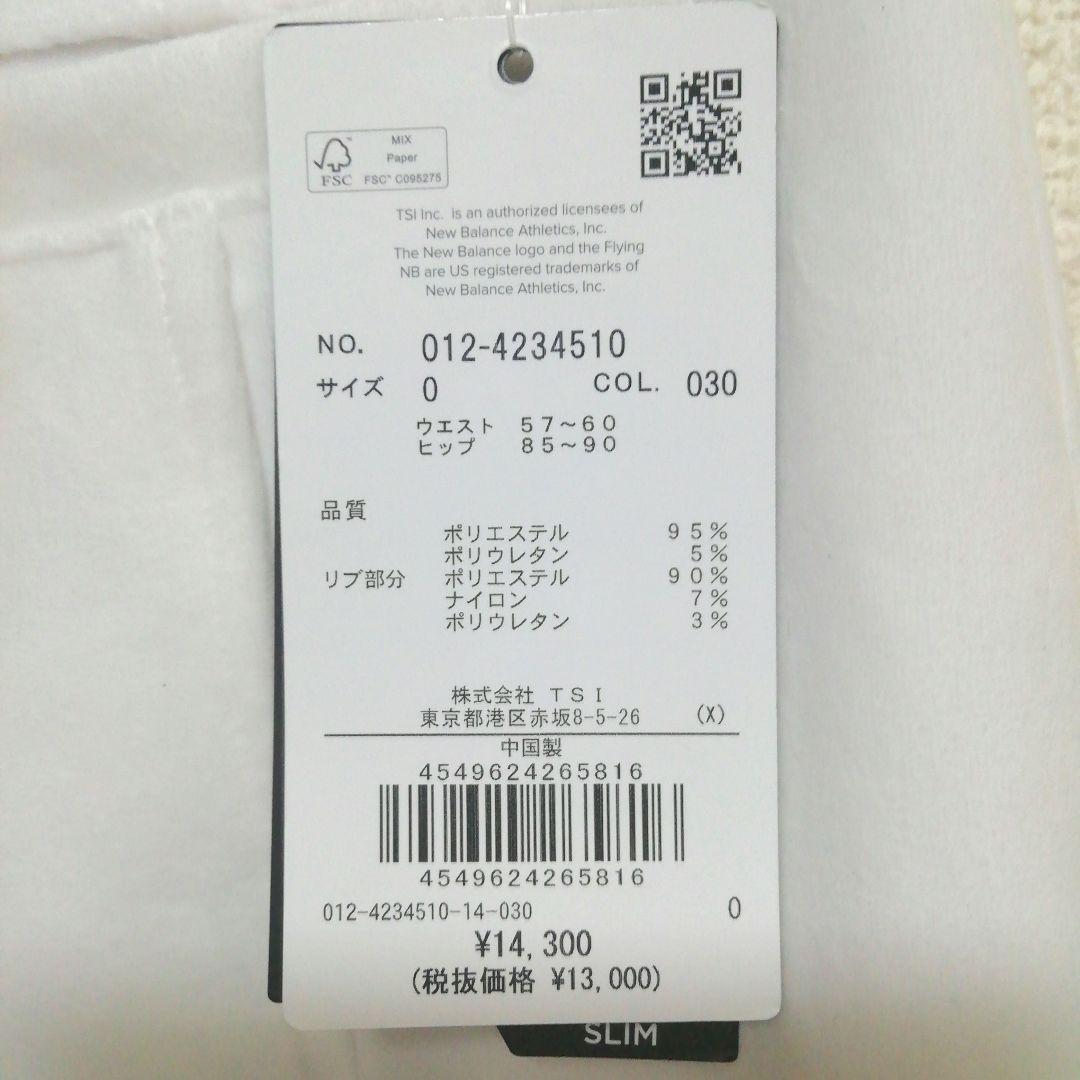 MIX
Paper
FSC™ C095275
FSC
TSI Inc. is an authorized licensees of
New Balance Athletics, Inc.
The New Balance logo and the Flying
NB are US registered trademarks of
New Balance Athletics, Inc.
NO. 012-4234510
サイズ 0 COL. 030
ウエスト 57~60
ヒップ 85~90
品質
ポリエステル 95%
ポリウレタン 5%
リブ部分 ポリエステル 90%
ナイロン 7%
ポリウレタン 3%
株式会社 TSI
東京都港区赤坂8-5-26 (X)
中国製
4549624265816
4549624265816
012-4234510-14-030 0
¥14,300
(税抜価格 ¥13,000)
SLIM